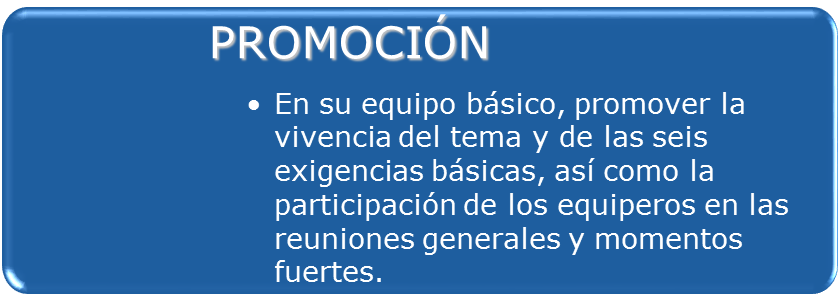 PROMOCIÓN
• En su equipo básico, promover la
vivencia del tema y de las seis
exigencias básicas, así como la
participación de los equiperos en las
reuniones generales y momentos
fuertes.